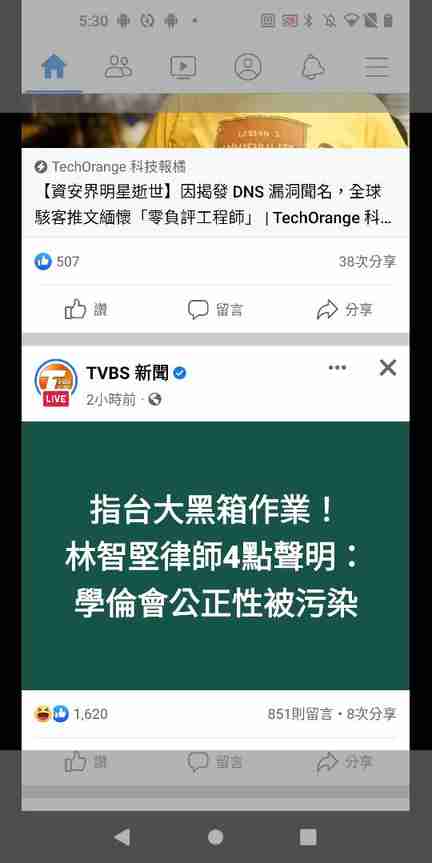 5:30
LESSON 1
TechOrange 科技報橘
【資安界明星逝世】因揭發 DNS 漏洞聞名，全球
駭客推文緬懷「零負評工程師」 | TechOrange 科...
507
38次分享
讚
留言
分享
TVBS 新聞
LIVE
2小時前
指台大黑箱作業！
林智堅律師4點聲明：
學倫會公正性被污染
1,620
851則留言・8次分享
讚
留言
分享